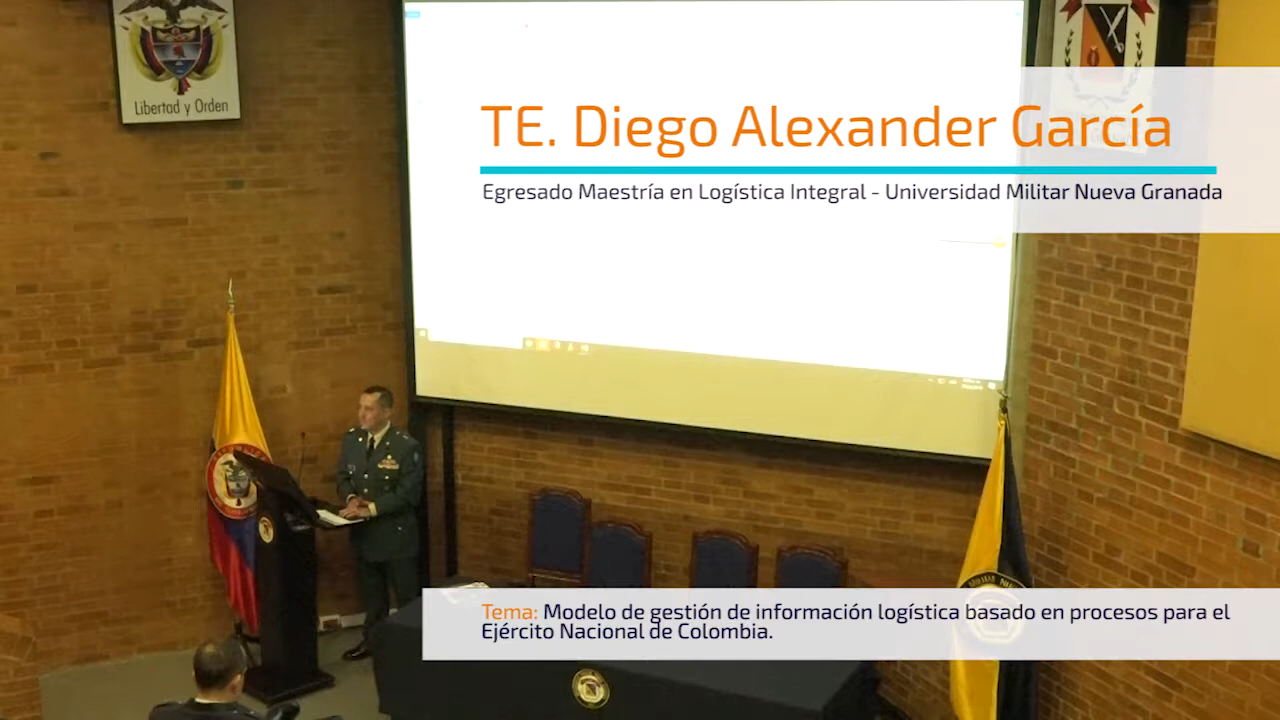 Libertad y Orden
TE. Diego Alexander García
Egresado Maestría en Logística Integral - Universidad Militar Nueva Granada
Tema: Modelo de gestión de información logística basado en procesos para el
Ejército Nacional de Colombia.